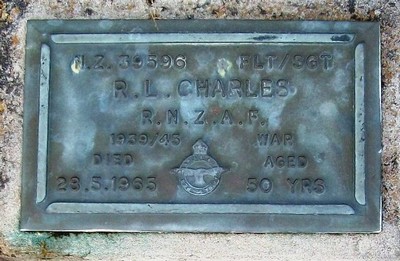 N.Z. 39596 FLT/SGT
R.L. CHARLES
R.N.Z.A.F.
1939/45 WAR
DIED AGED
28.5.1965 50 YRS